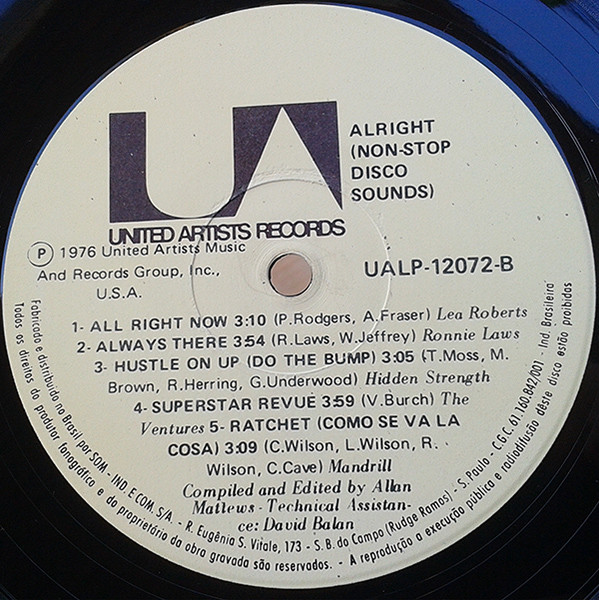 UA
ALRIGHT
(NON-STOP
DISCO
SOUNDS)
UNITED ARTISTS RECORDS
P 1976 United Artists Music
And Records Group, Inc.,
U.S.A.
UALP-12072-B
1- ALL RIGHT NOW 3:10 (P.Rodgers, A.Fraser) Lea Roberts
2- ALWAYS THERE 3:54 (R.Laws, W.Jeffrey) Ronnie Laws
3- HUSTLE ON UP (DO THE BUMP) 3:05 (T.Moss, M.
Brown, R.Herring, G.Underwood) Hidden Strength
4- SUPERSTAR REVUE 3:59 (V.Burch) The
Ventures 5- RATCHET (COMO SE VA LA
COSA) 3:09 (C.Wilson, L.Wilson, R.
Wilson, C.Cave) Mandrill
Compiled and Edited by Allan
Mattews - Technical Assistan-
ce: David Balan
Fabricado e distribuido no Brasil por SOM. - IND. E COM. S/A. - R. Eugênia S. Vitale, 173 - S. B. do Campo (Rudge Ramos) - S. Paulo - C.G.C. 61.160.842/001 - Ind. Brasileira
Todos os direitos do produtor fonográfico e do proprietário da obra gravada são reservados. - A reprodução a execução pública e radiodifusão dêste disco estão proibidas